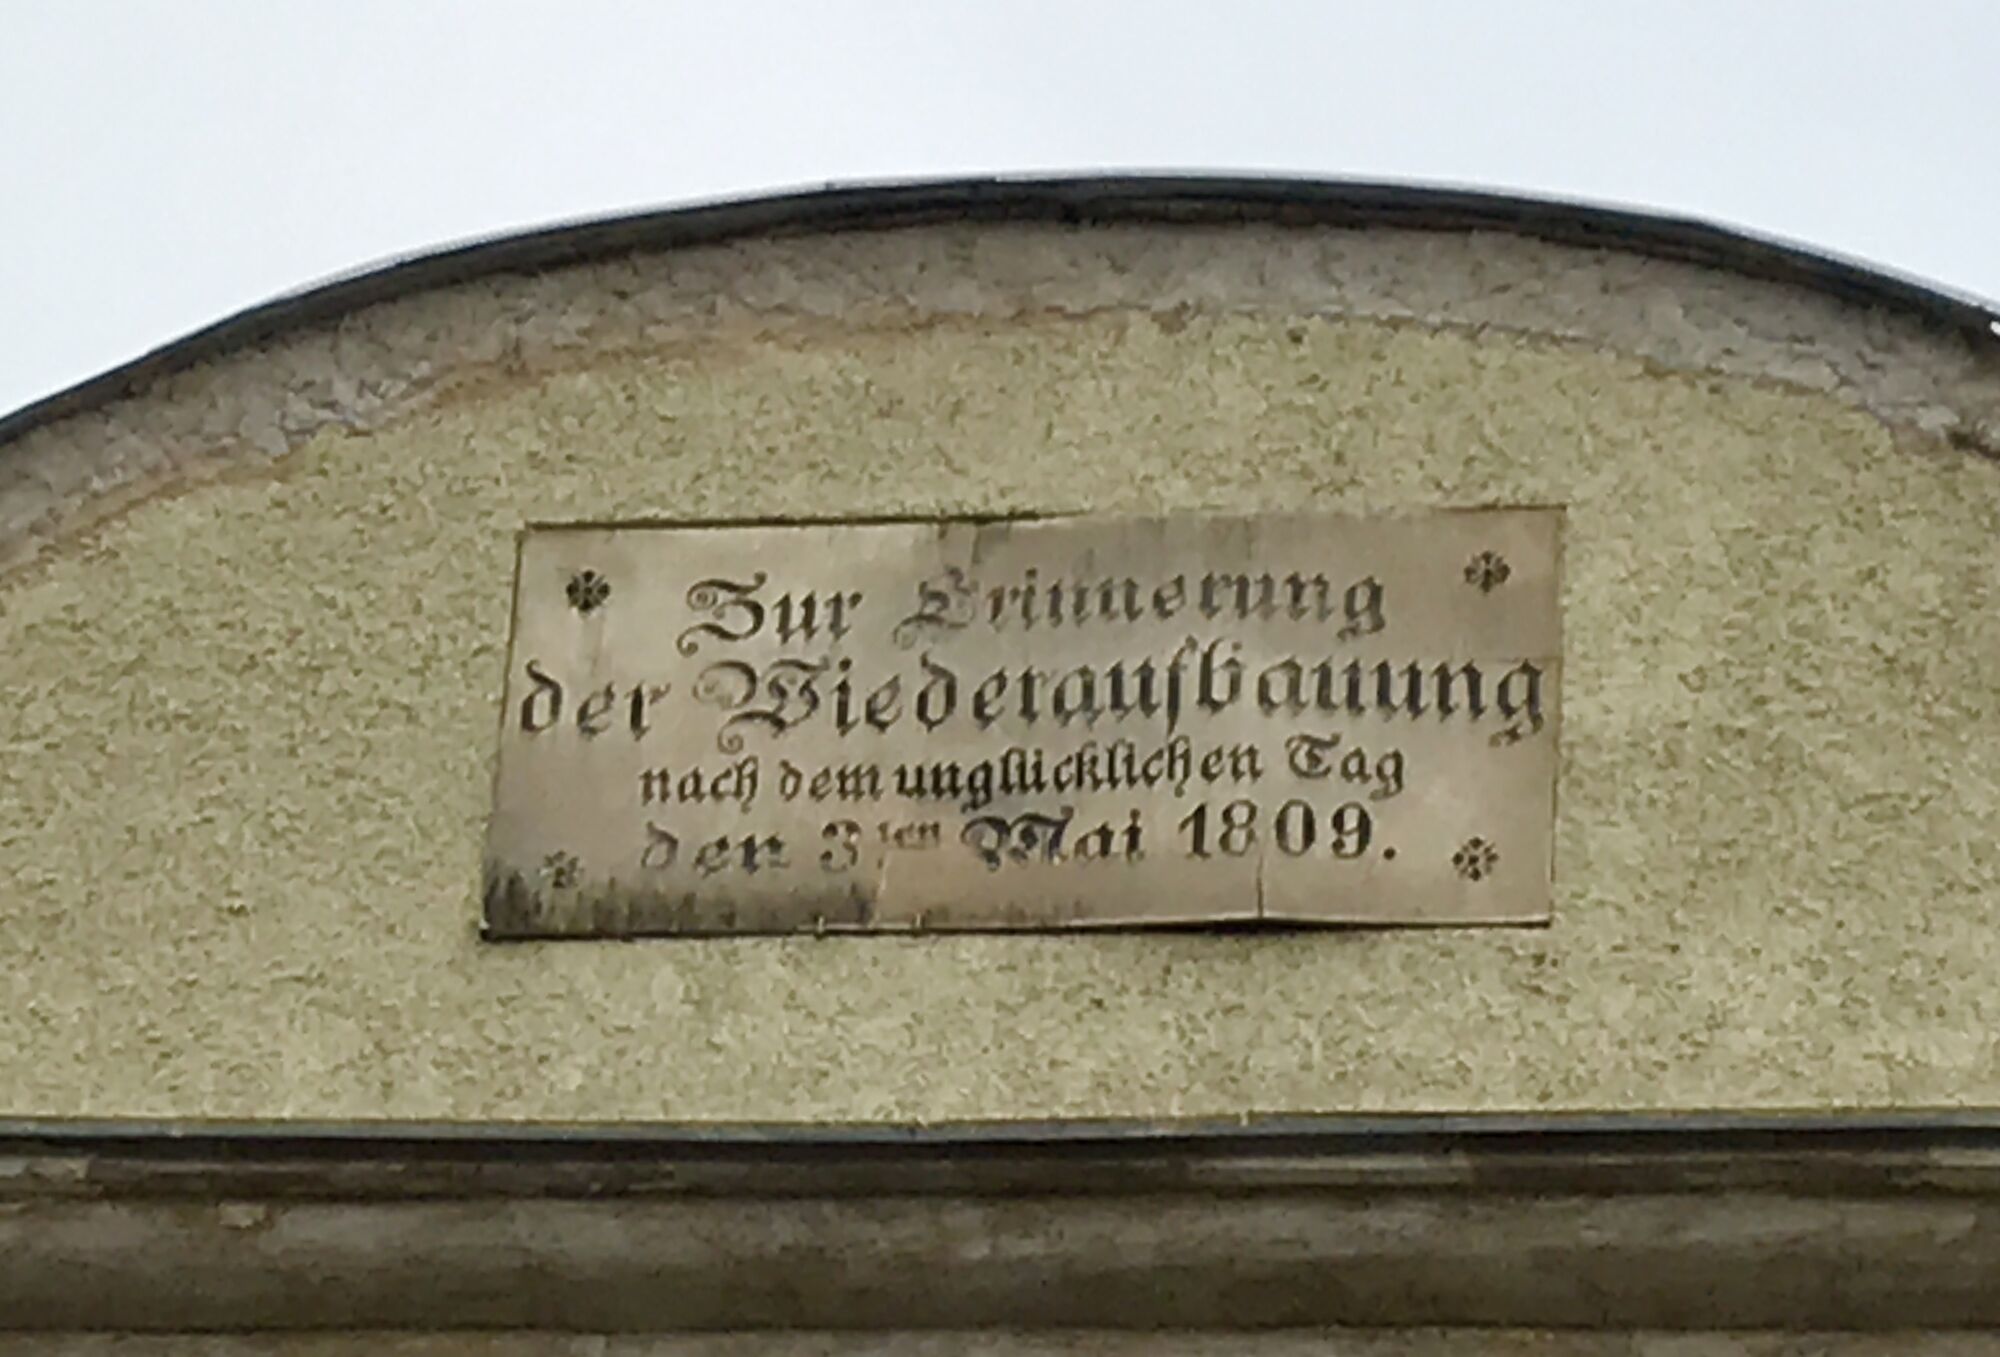 Zur Erinnerung
der Wiederaufbauung
nach dem unglücklichen Tag
den 3ten Mai 1809.